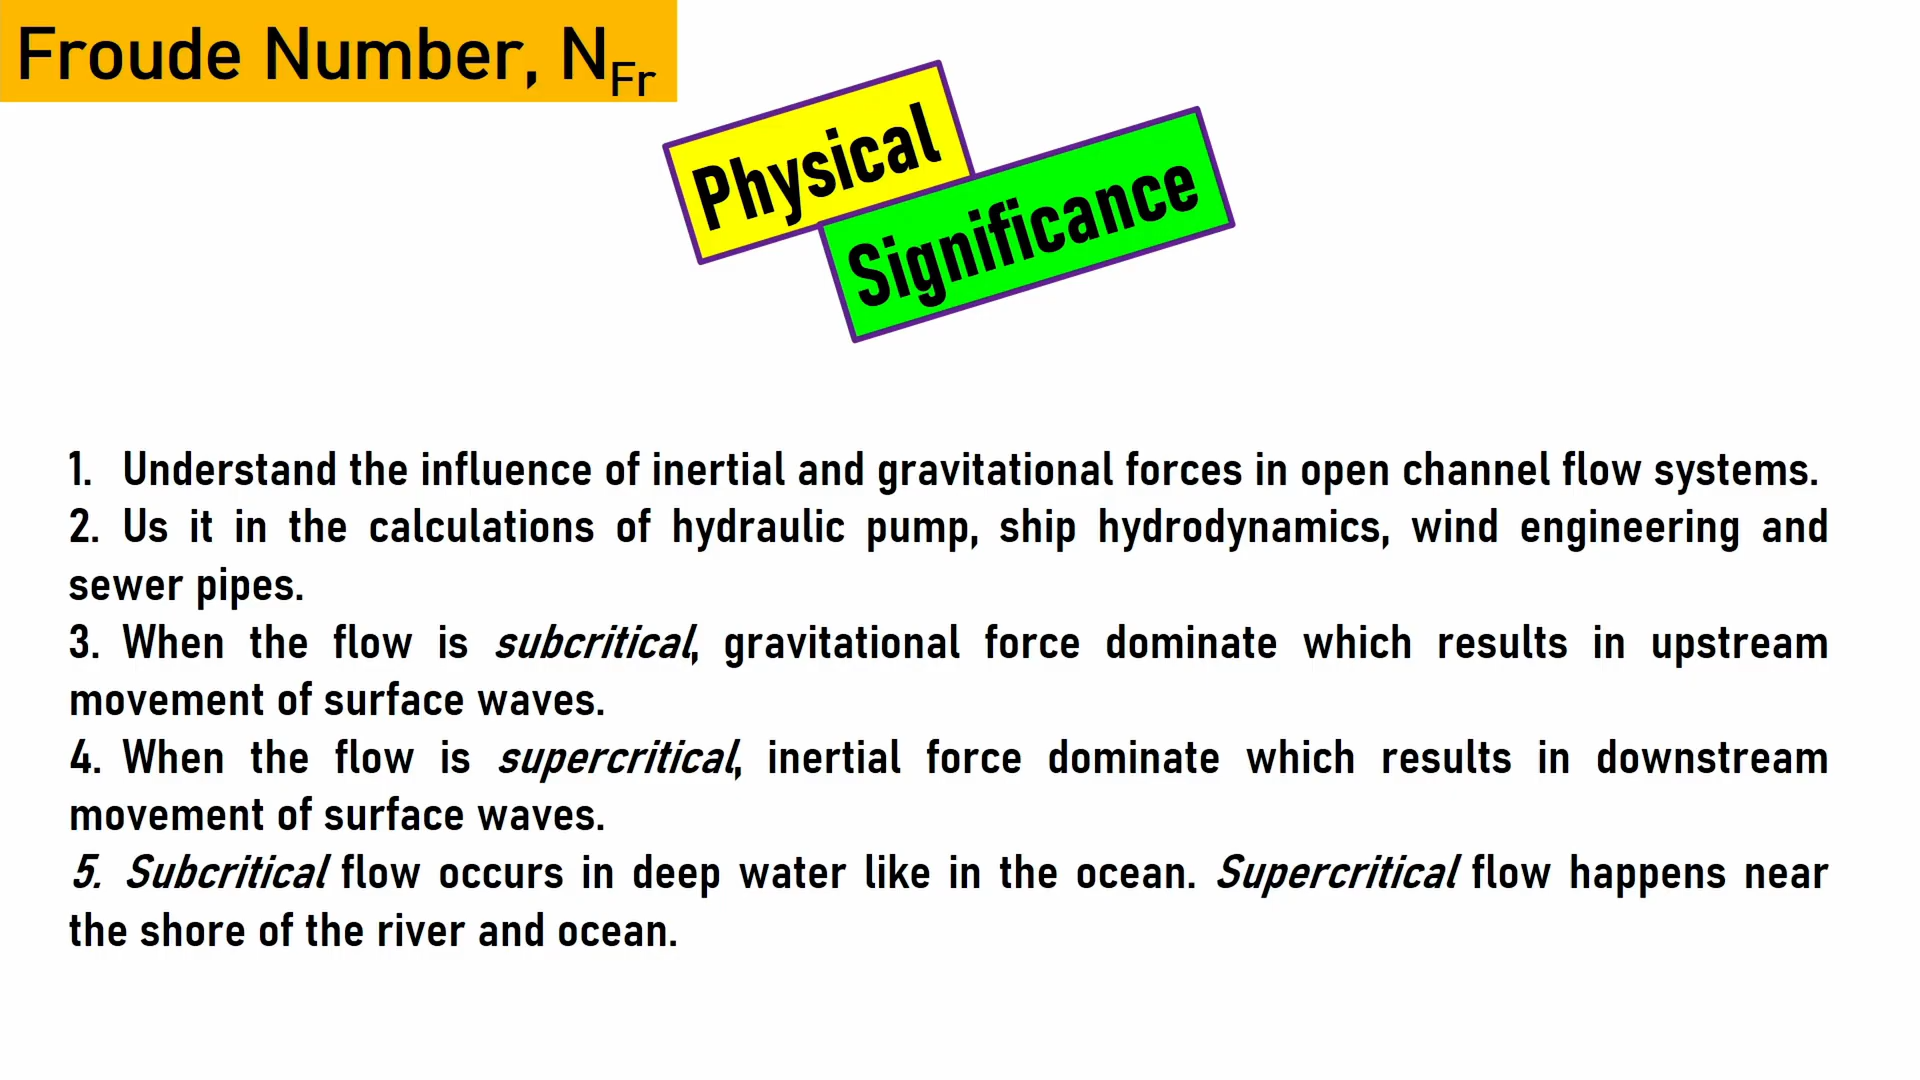 Froude Number, NFr
Physical
Significance
1. Understand the influence of inertial and gravitational forces in open channel flow systems.
2. Us it in the calculations of hydraulic pump, ship hydrodynamics, wind engineering and
sewer pipes.
3. When the flow is subcritical, gravitational force dominate which results in upstream
movement of surface waves.
4. When the flow is supercritical, inertial force dominate which results in downstream
movement of surface waves.
5. Subcritical flow occurs in deep water like in the ocean. Supercritical flow happens near
the shore of the river and ocean.